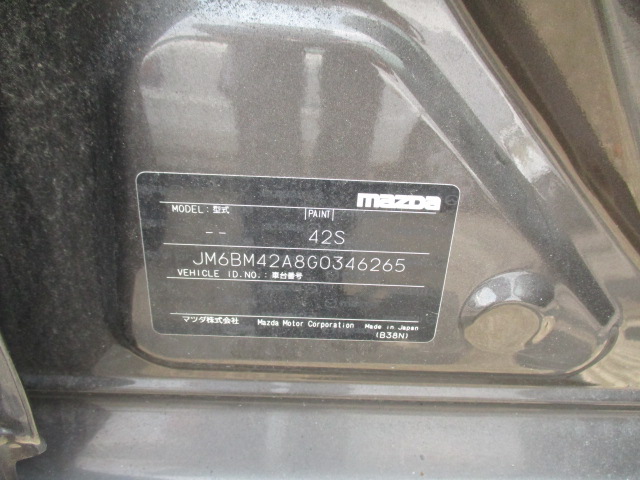 mazda
MODEL: 型式 PAINT
-- 42S
JM6BM42A8G0346265
VEHICLE ID.NO.: 車台番号
マツダ株式会社 Mazda Motor Corporation Made in Japan
(B38N)